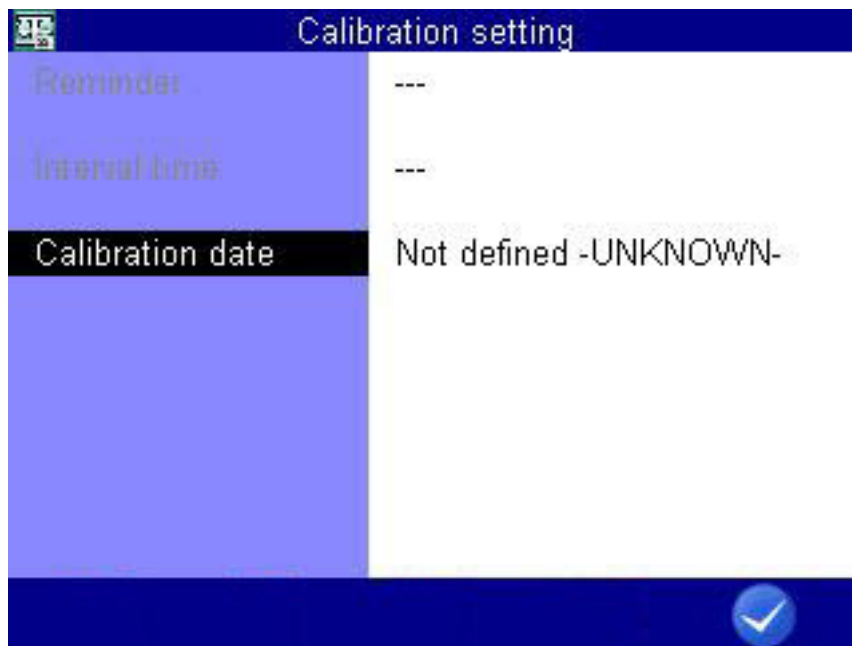 Calibration setting
Reminder ---
Interval time ---
Calibration date Not defined -UNKNOWN-